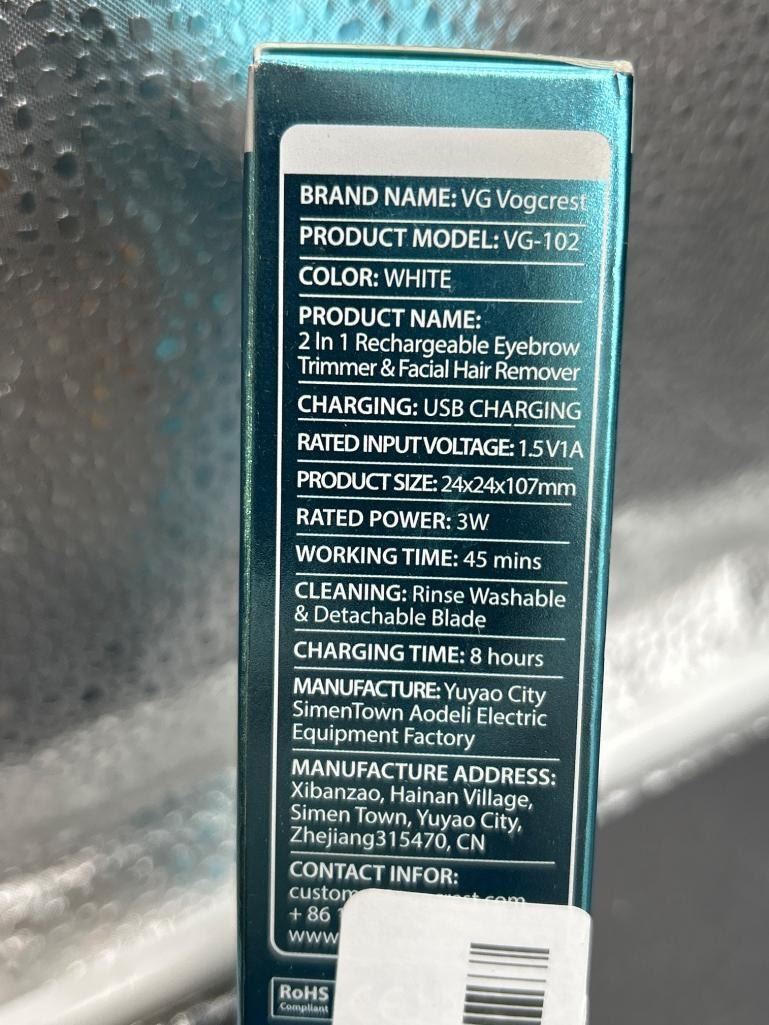 BRAND NAME: VG Vogcrest
PRODUCT MODEL: VG-102
COLOR: WHITE
PRODUCT NAME:
2 In 1 Rechargeable Eyebrow
Trimmer & Facial Hair Remover
CHARGING: USB CHARGING
RATED INPUT VOLTAGE: 1.5V1A
PRODUCT SIZE: 24x24x107mm
RATED POWER: 3W
WORKING TIME: 45 mins
CLEANING: Rinse Washable
& Detachable Blade
CHARGING TIME: 8 hours
MANUFACTURE: Yuyao City
SimenTown Aodeli Electric
Equipment Factory
MANUFACTURE ADDRESS:
Xibanzao, Hainan Village,
Simen Town, Yuyao City,
Zhejiang315470, CN
CONTACT INFOR:
+ 86
www
RoHS
Compliant